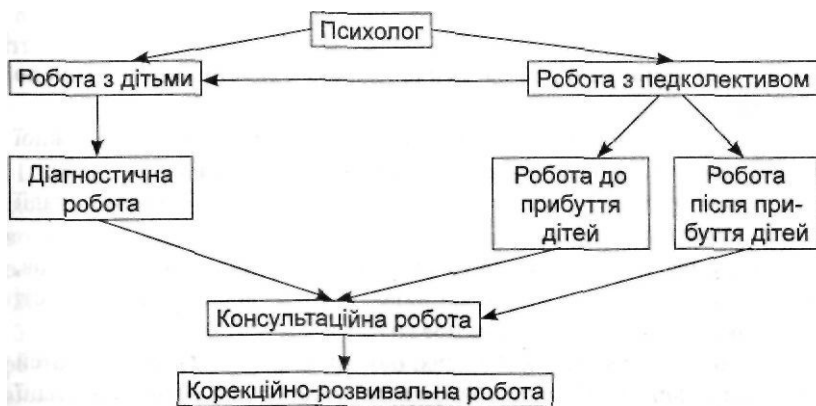 Психолог
Робота з дітьми
Робота з педколективом
Діагностична
робота
Робота до
прибуття
дітей
Робота
після при-
буття дітей
Консультаційна робота
Корекційно-розвивальна робота